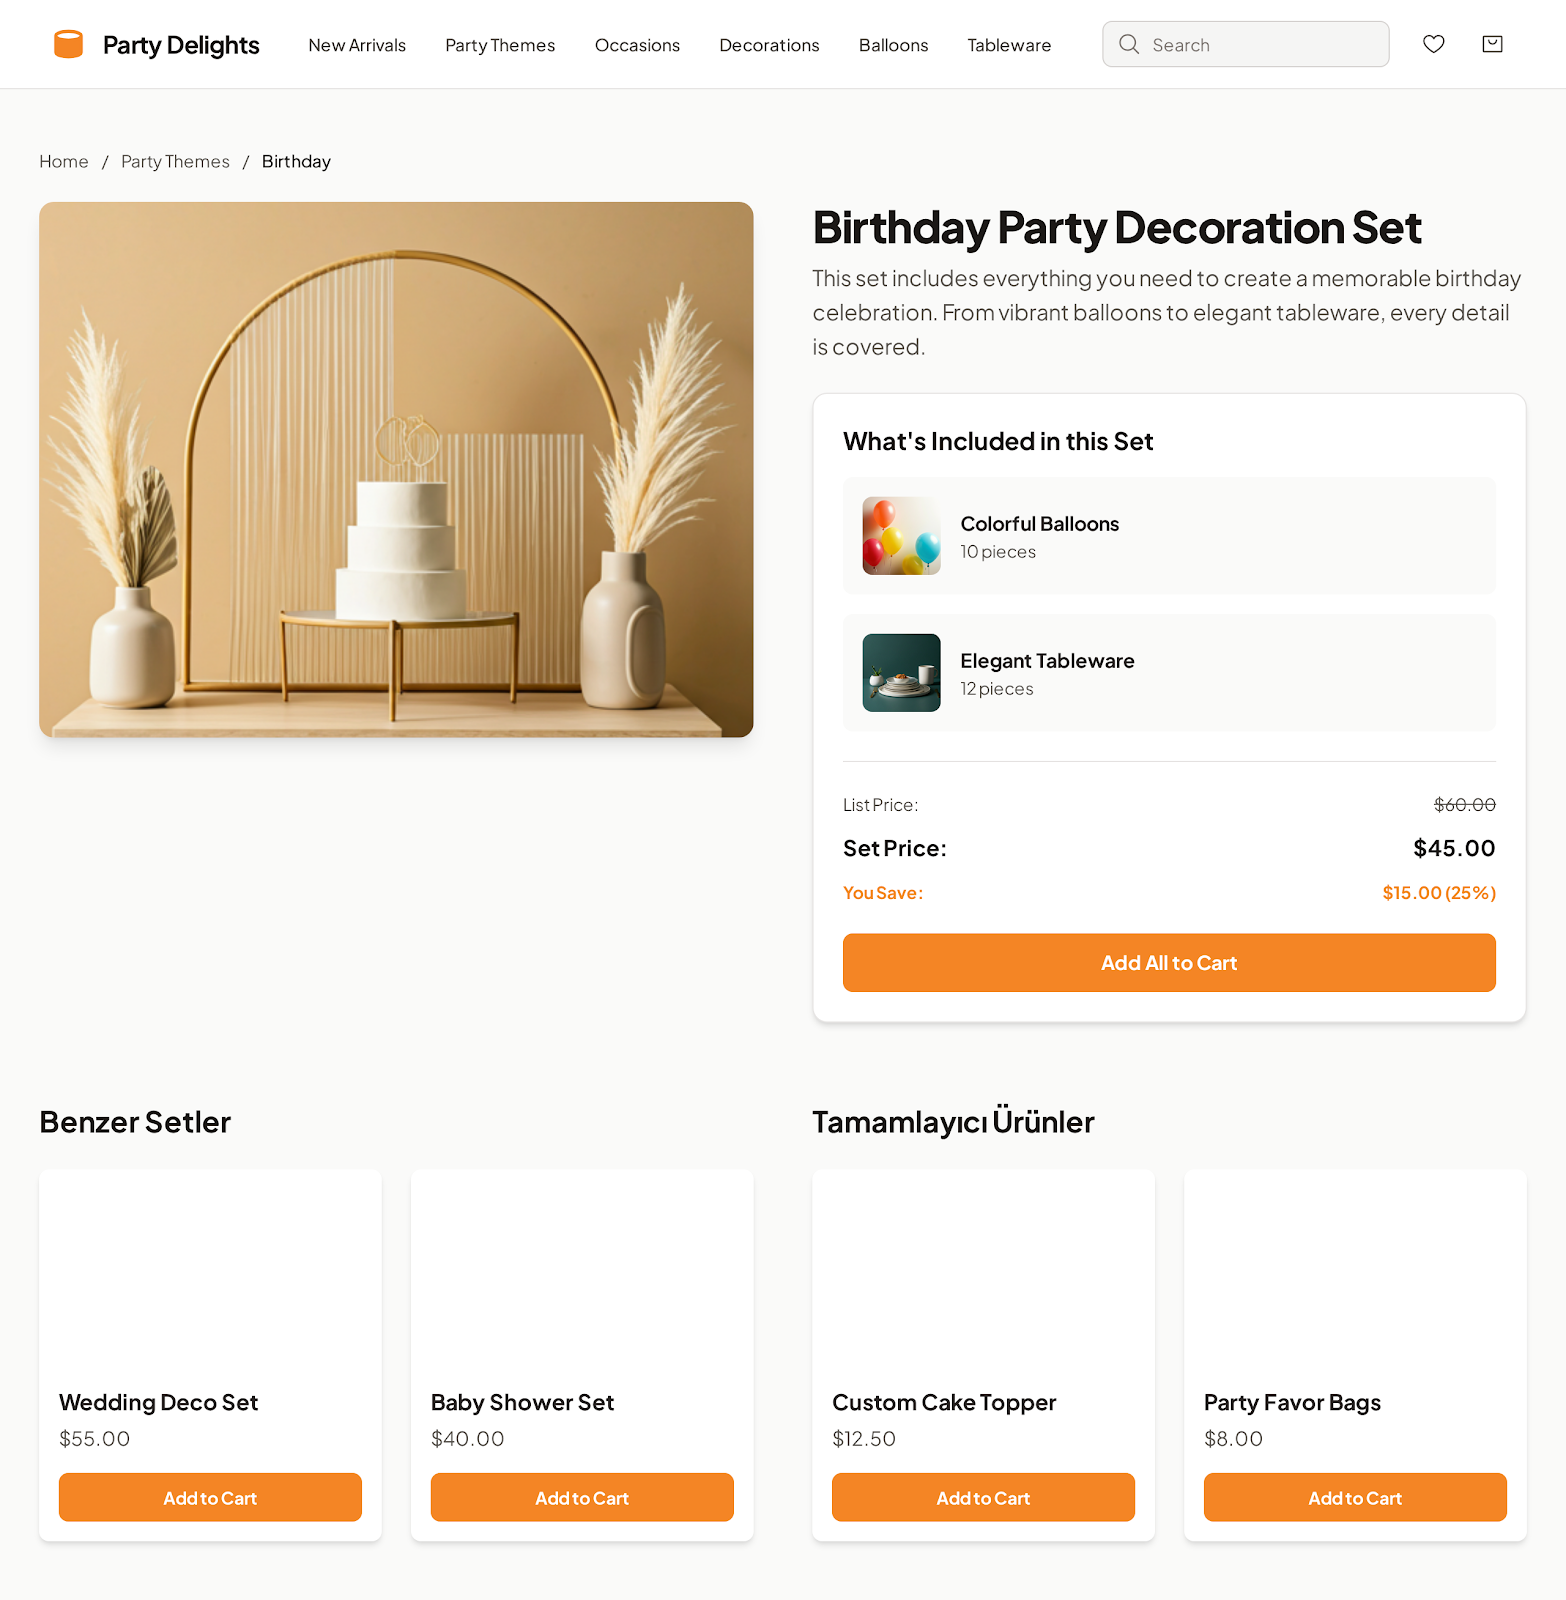 Party Delights
New Arrivals
Party Themes
Occasions
Decorations
Balloons
Tableware
Search
Home / Party Themes / Birthday
Birthday Party Decoration Set
This set includes everything you need to create a memorable birthday
celebration. From vibrant balloons to elegant tableware, every detail
is covered.
What's Included in this Set
Colorful Balloons
10 pieces
Elegant Tableware
12 pieces
List Price: $60.00
Set Price: $45.00
You Save: $15.00 (25%)
Add All to Cart
Benzer Setler
Wedding Deco Set
$55.00
Add to Cart
Baby Shower Set
$40.00
Add to Cart
Tamamlayıcı Ürünler
Custom Cake Topper
$12.50
Add to Cart
Party Favor Bags
$8.00
Add to Cart